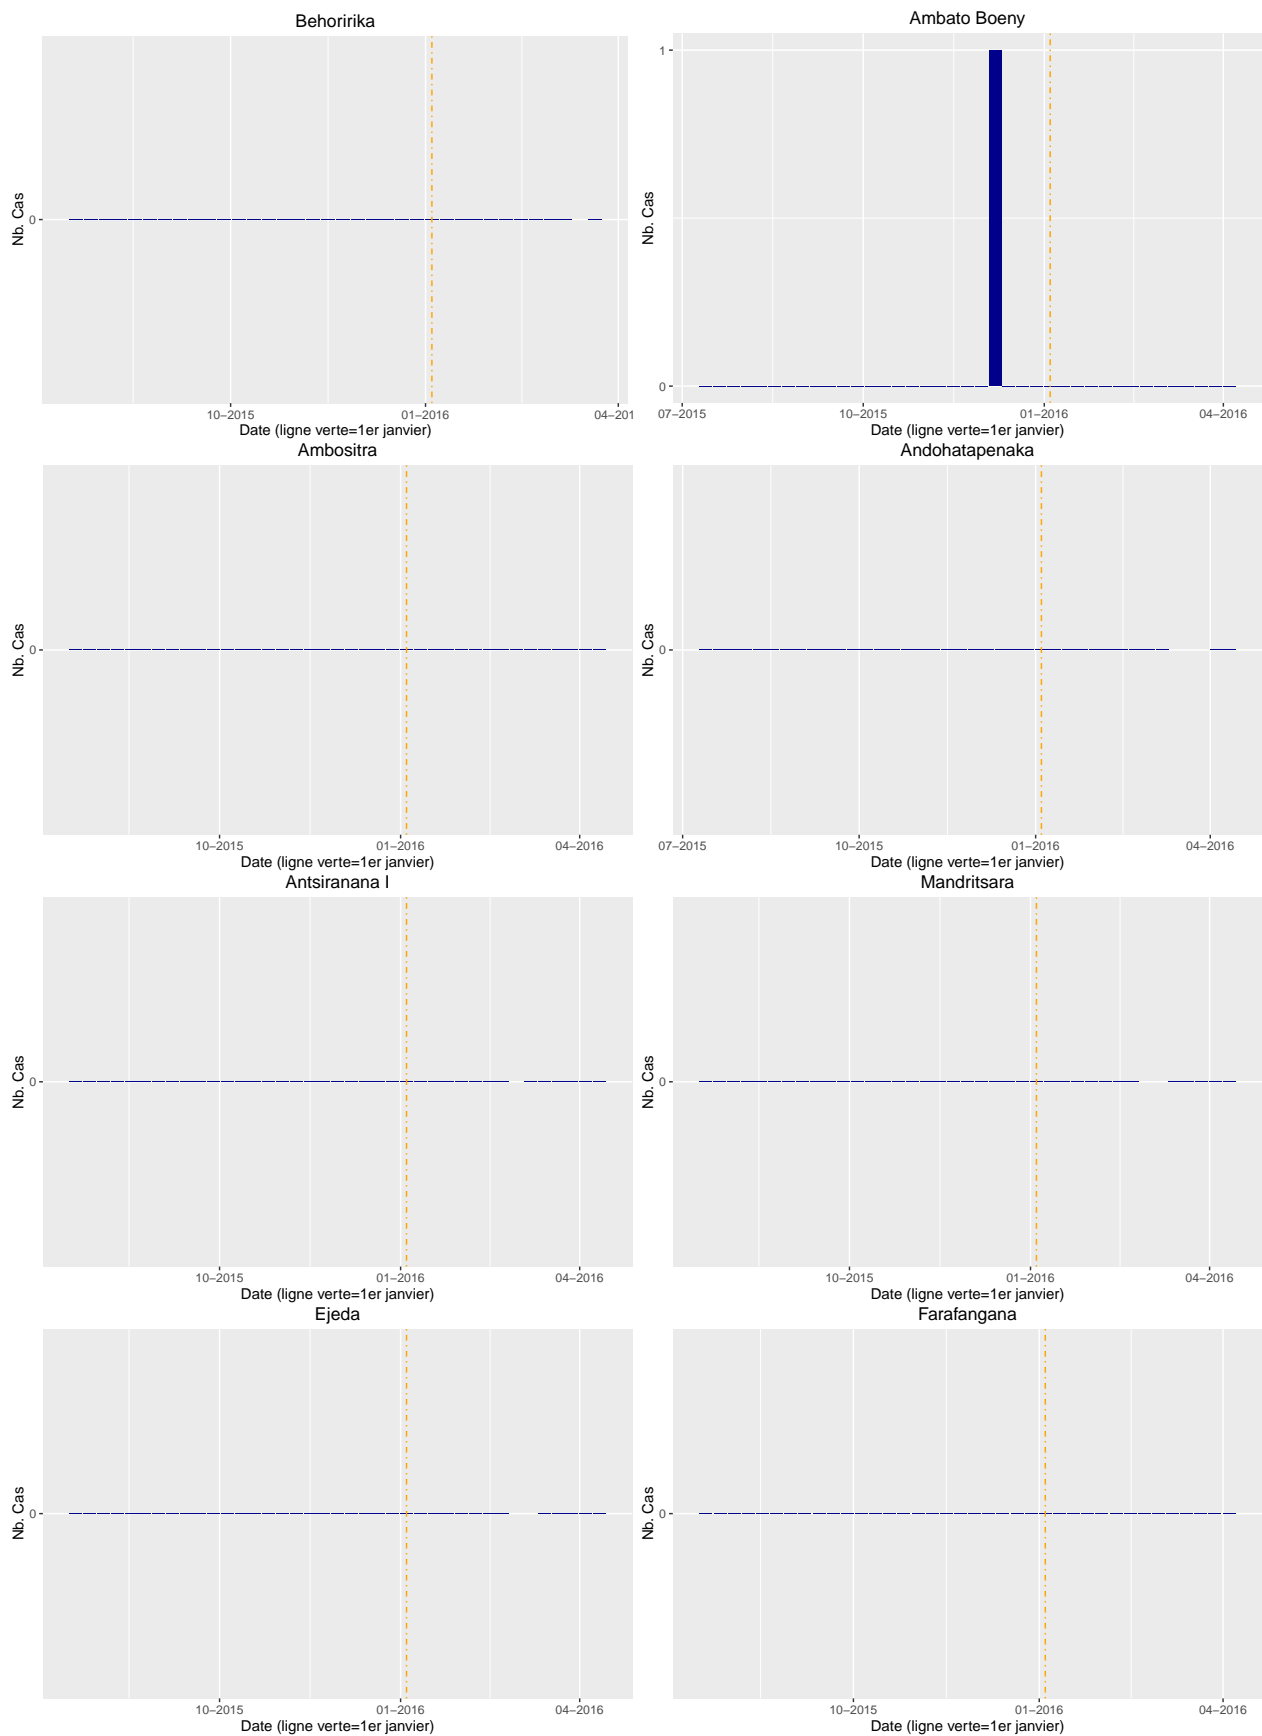 Behoririka
Nb. Cas
0
10–2015 01–2016 04–201
Date (ligne verte=1er janvier)
Ambato Boeny
Nb. Cas
1
0
07–2015 10–2015 01–2016 04–2016
Date (ligne verte=1er janvier)
Ambositra
Nb. Cas
0
10–2015 01–2016 04–2016
Date (ligne verte=1er janvier)
Andohatapenaka
Nb. Cas
0
07–2015 10–2015 01–2016 04–2016
Date (ligne verte=1er janvier)
Antsiranana I
Nb. Cas
0
10–2015 01–2016 04–2016
Date (ligne verte=1er janvier)
Mandritsara
Nb. Cas
0
10–2015 01–2016 04–2016
Date (ligne verte=1er janvier)
Ejeda
Nb. Cas
0
10–2015 01–2016 04–2016
Date (ligne verte=1er janvier)
Farafangana
Nb. Cas
0
10–2015 01–2016 04–2016
Date (ligne verte=1er janvier)